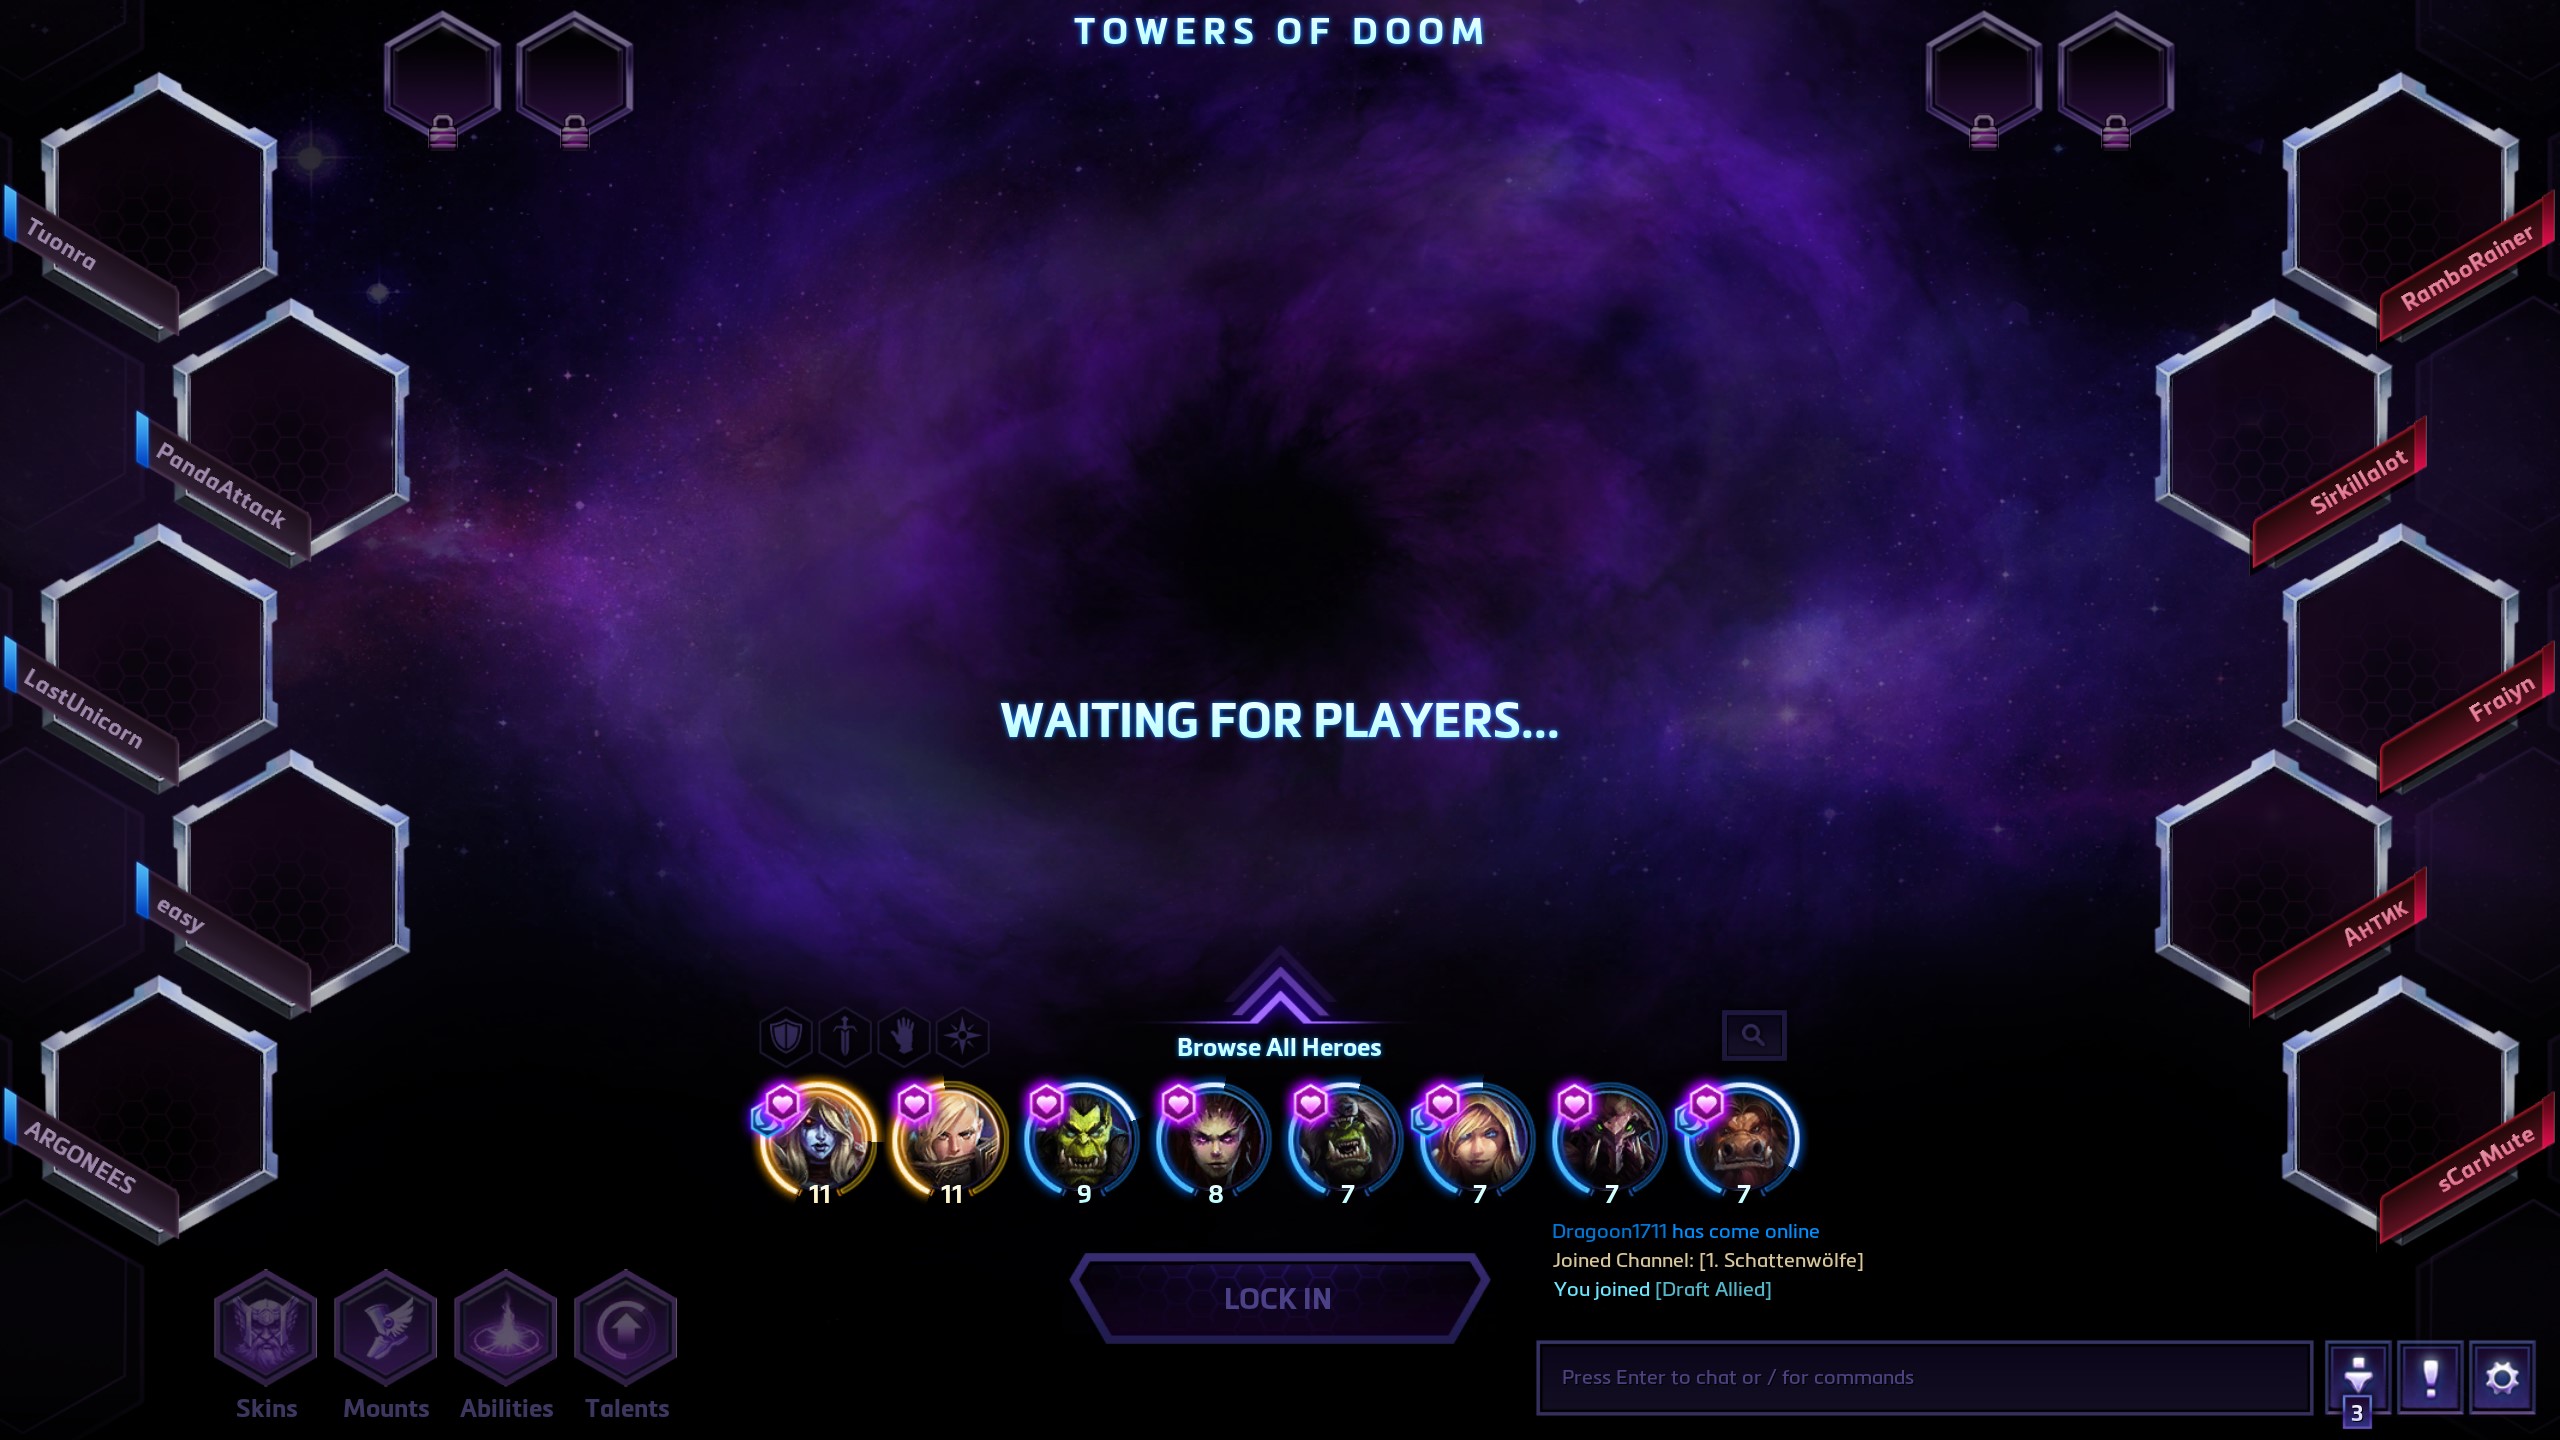 TOWERS OF DOOM
Tuonra
PandaAttack
LastUnicorn
easy
ARGONEES
RamboRainer
Sirkillalot
Fraiyn
Антик
sCarMute
WAITING FOR PLAYERS...
Browse All Heroes
11 11 9 8 7 7 7 7
Dragoon1711 has come online
Joined Channel: [1. Schattenwölfe]
You joined [Draft Allied]
LOCK IN
Skins Mounts Abilities Talents
Press Enter to chat or / for commands
3